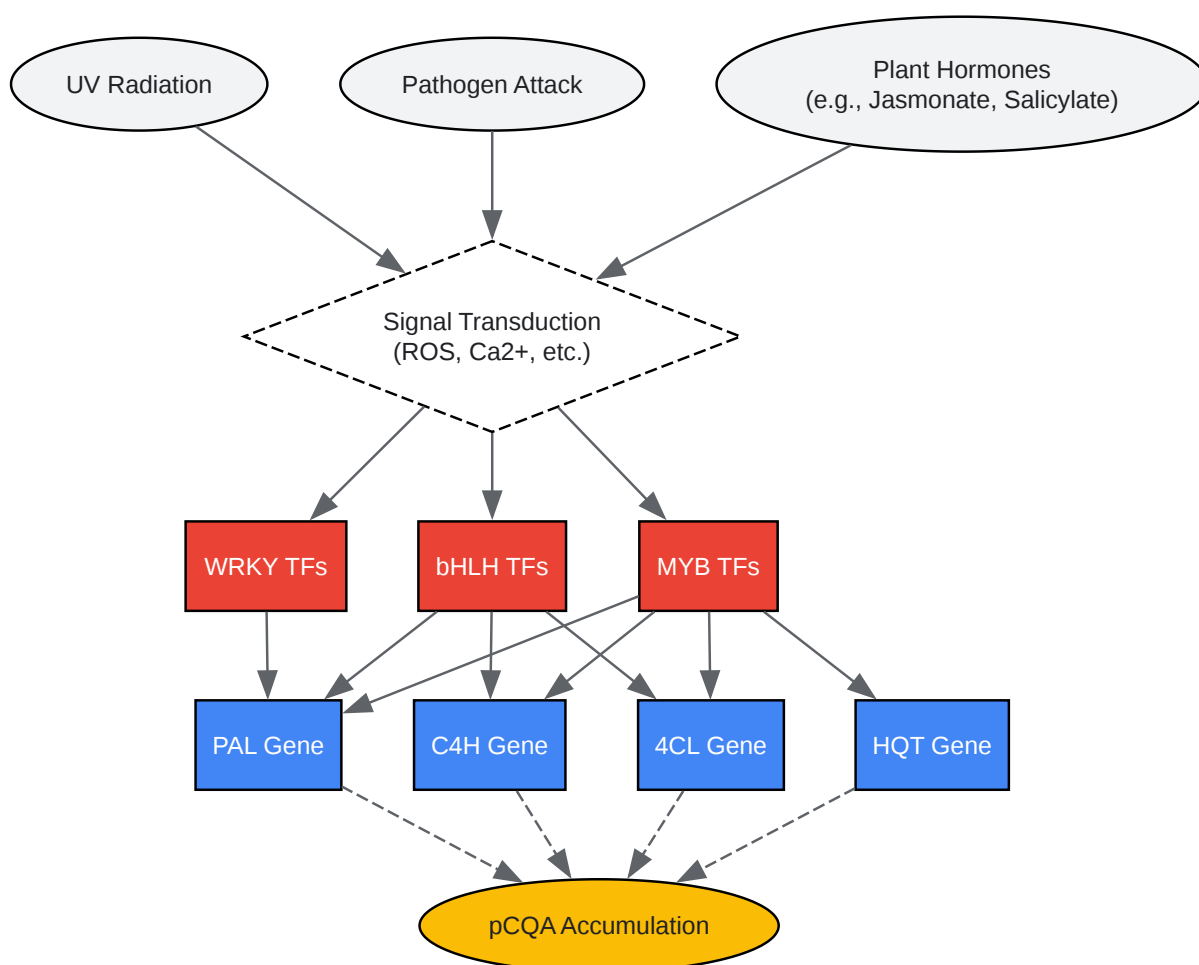 UV Radiation
Pathogen Attack
Plant Hormones
(e.g., Jasmonate, Salicylate)
Signal Transduction
(ROS, Ca2+, etc.)
WRKY TFs
bHLH TFs
MYB TFs
PAL Gene
C4H Gene
4CL Gene
HQT Gene
pCQA Accumulation